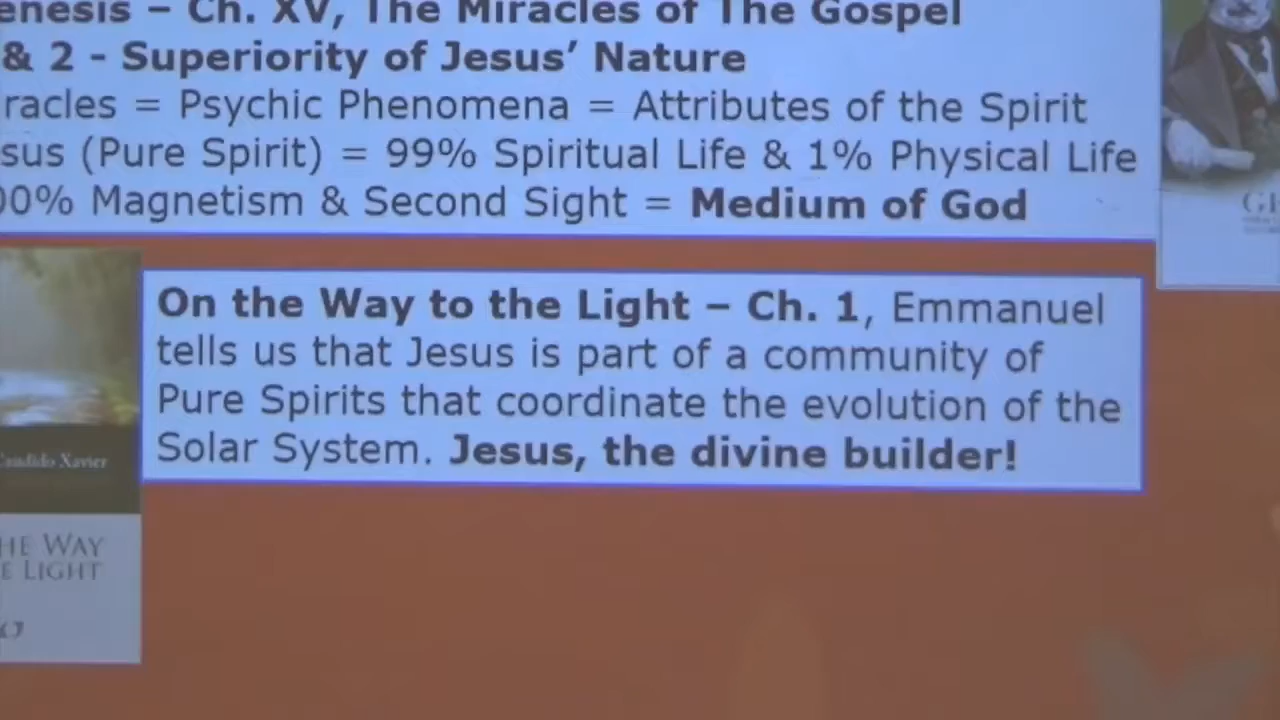 enesis – Ch. XV, The Miracles of The Gospel
& 2 - Superiority of Jesus’ Nature
racles = Psychic Phenomena = Attributes of the Spirit
sus (Pure Spirit) = 99% Spiritual Life & 1% Physical Life
00% Magnetism & Second Sight = Medium of God
GE
On the Way to the Light – Ch. 1, Emmanuel
tells us that Jesus is part of a community of
Pure Spirits that coordinate the evolution of the
Solar System. Jesus, the divine builder!
Candido Xavier
HE WAY
E LIGHT